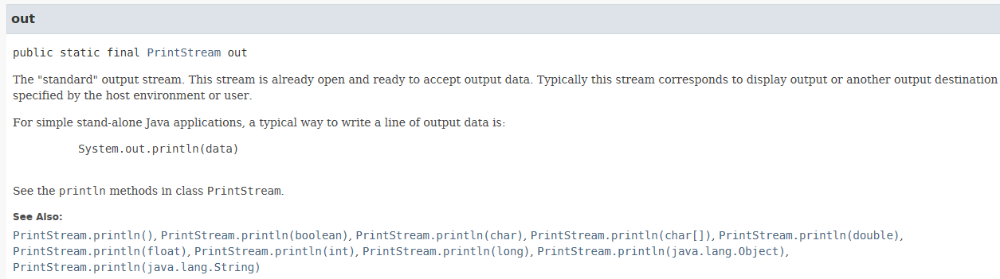 out
public static final PrintStream out
The "standard" output stream. This stream is already open and ready to accept output data. Typically this stream corresponds to display output or another output destination
specified by the host environment or user.
For simple stand-alone Java applications, a typical way to write a line of output data is:
System.out.println(data)
See the println methods in class PrintStream.
See Also:
PrintStream.println(), PrintStream.println(boolean), PrintStream.println(char), PrintStream.println(char[]), PrintStream.println(double),
PrintStream.println(float), PrintStream.println(int), PrintStream.println(long), PrintStream.println(java.lang.Object),
PrintStream.println(java.lang.String)